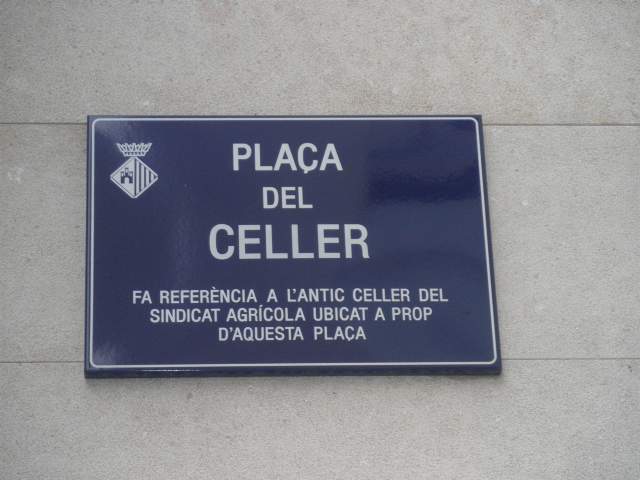 PLAÇA
DEL
CELLER
FA REFERÈNCIA A L'ANTIC CELLER DEL
SINDICAT AGRÍCOLA UBICAT A PROP
D'AQUESTA PLAÇA